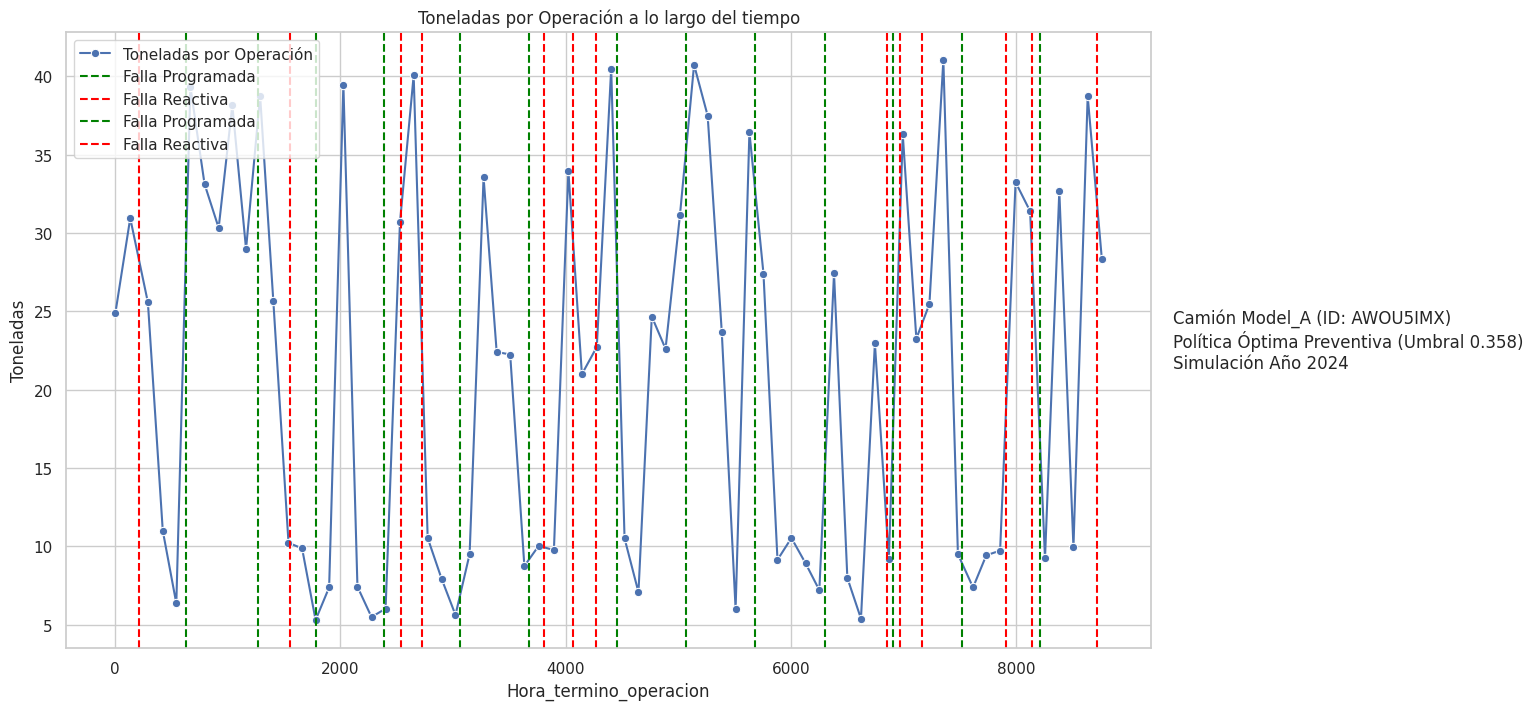 Toneladas por Operación a lo largo del tiempo
Toneladas por Operación
Falla Programada
Falla Reactiva
Falla Programada
Falla Reactiva
40
35
30
25
20
15
10
5
Toneladas
0
2000
4000
6000
8000
Hora_termino_operacion
Camión Model_A (ID: AWOU5IMX)
Política Óptima Preventiva (Umbral 0.358)
Simulación Año 2024